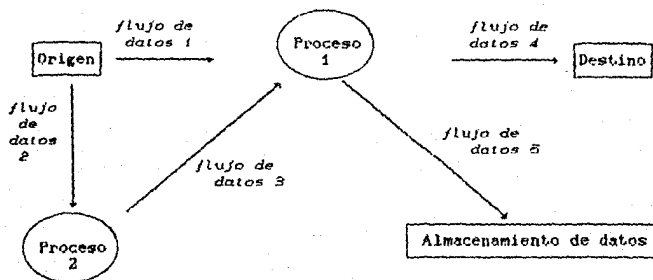 flujo de
datos 1
Proceso
1
flujo de
datos 4
Origen
Destino
flujo
de
datos
2
flujo de
datos 3
flujo de
datos 5
Proceso
2
Almacenamiento de datos